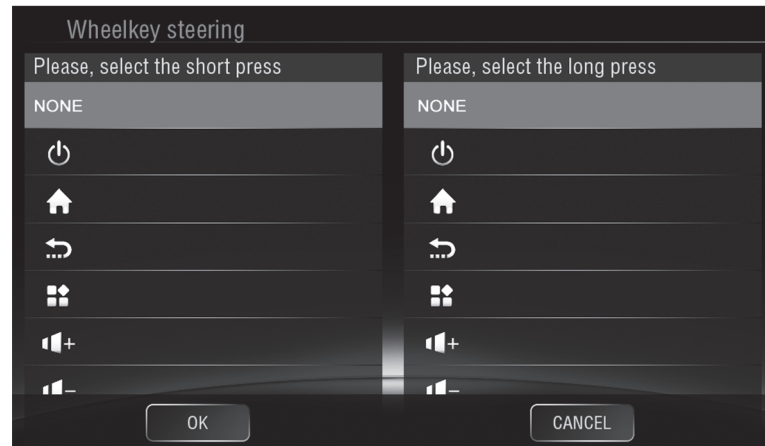 Wheelkey steering
Please, select the short press
Please, select the long press
NONE
NONE
+
+
−
−
OK
CANCEL